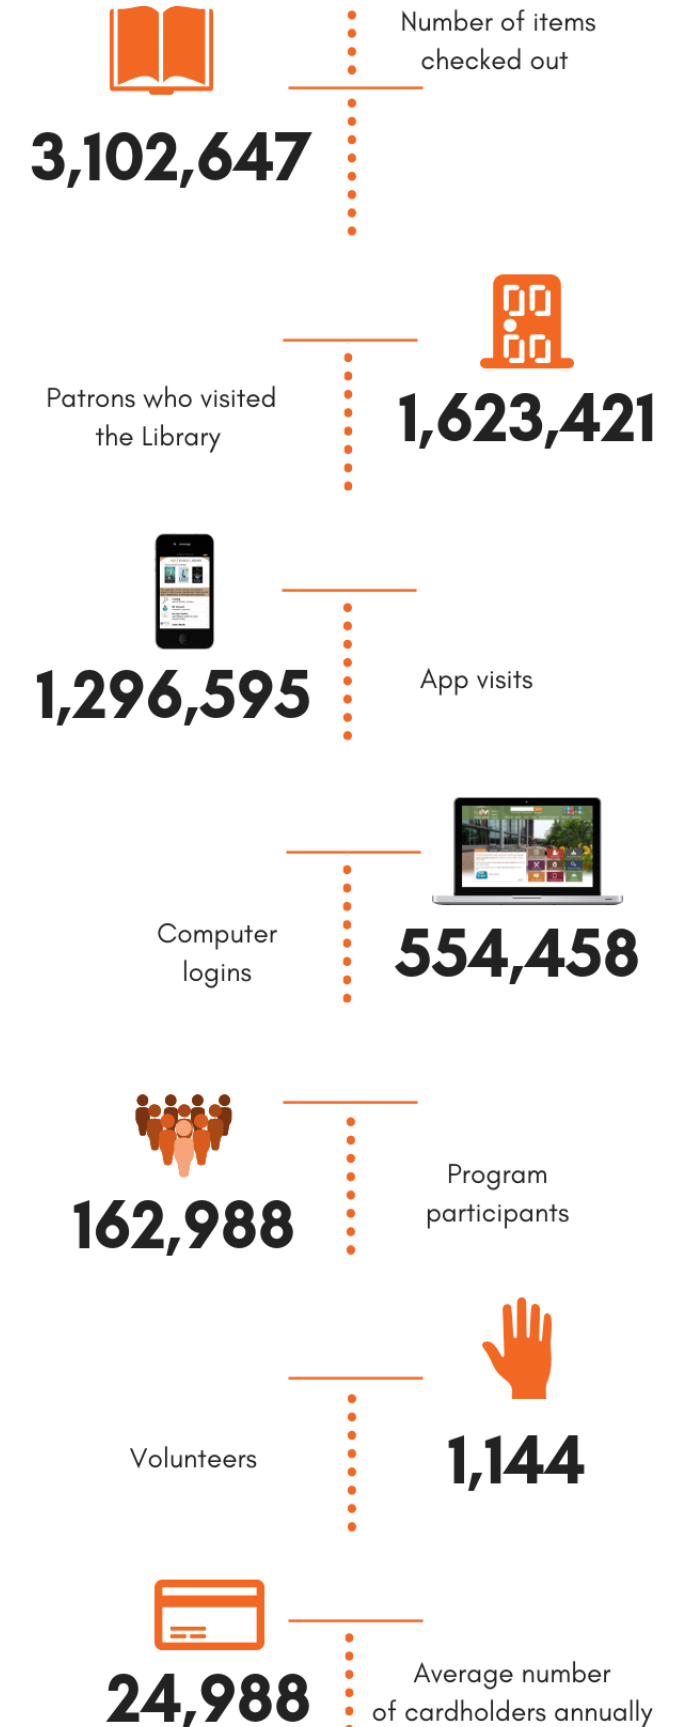 Number of items
checked out
3,102,647
Patrons who visited
the Library
1,623,421
1,296,595
App visits
Computer
logins
554,458
162,988
Program
participants
Volunteers
1,144
24,988
Average number
of cardholders annually